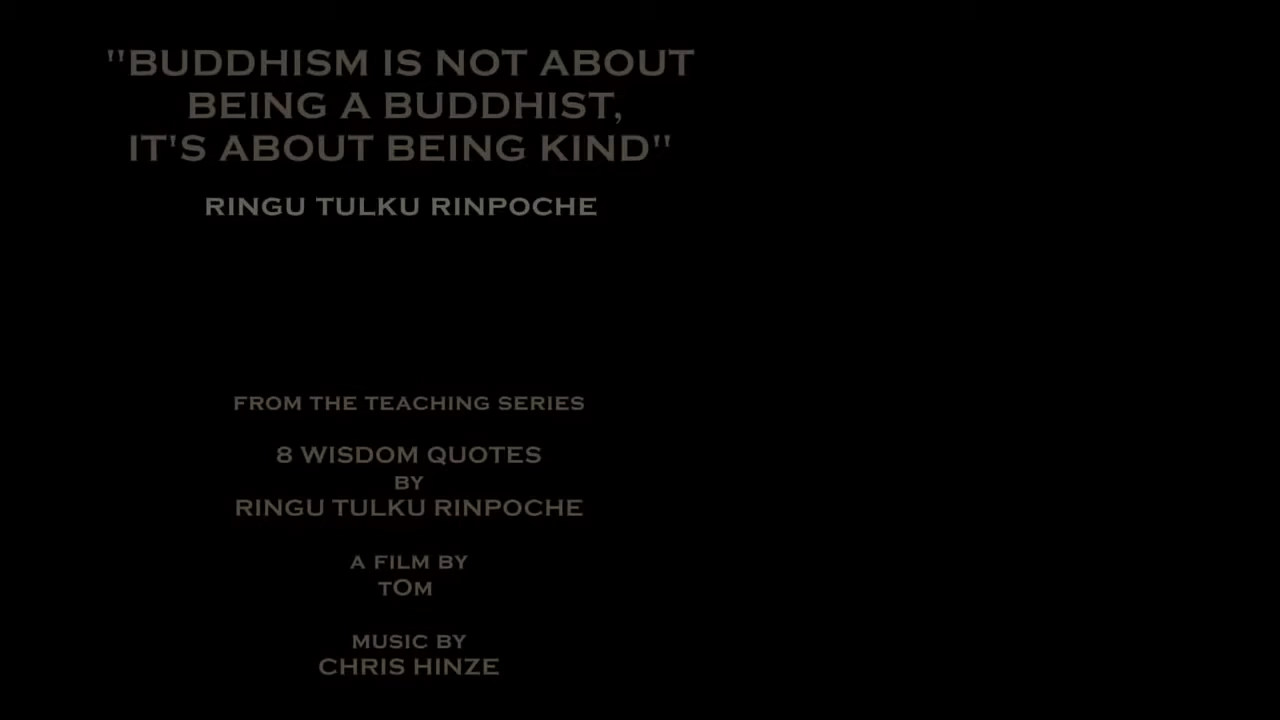 "BUDDHISM IS NOT ABOUT
BEING A BUDDHIST,
IT'S ABOUT BEING KIND"
RINGU TULKU RINPOCHE
FROM THE TEACHING SERIES
8 WISDOM QUOTES
BY
RINGU TULKU RINPOCHE
A FILM BY
TOM
MUSIC BY
CHRIS HINZE